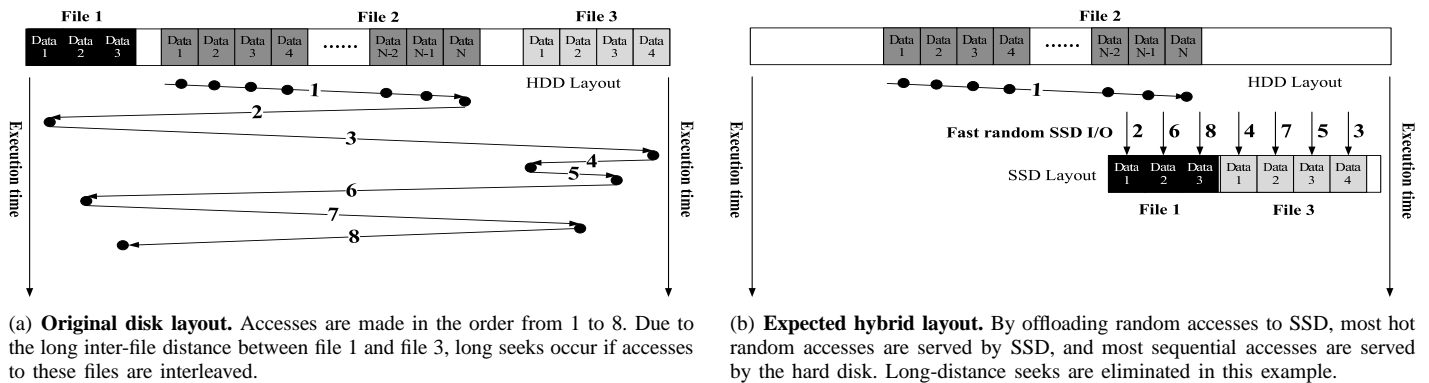 File 1 File 2 File 3
Data 1 Data 2 Data 3 Data 1 Data 2 Data 3 Data 4 ...... Data N-2 Data N-1 Data N Data 1 Data 2 Data 3 Data 4
HDD Layout
1
2
3
4
5
6
7
8
Execution time
Execution time
(a) Original disk layout. Accesses are made in the order from 1 to 8. Due to
the long inter-file distance between file 1 and file 3, long seeks occur if accesses
to these files are interleaved.
File 2
Data 1 Data 2 Data 3 Data 4 ...... Data N-2 Data N-1 Data N
HDD Layout
1
Fast random SSD I/O 2 6 8 4 7 5 3
SSD Layout Data 1 Data 2 Data 3 Data 1 Data 2 Data 3 Data 4
File 1 File 3
Execution time
Execution time
(b) Expected hybrid layout. By offloading random accesses to SSD, most hot
random accesses are served by SSD, and most sequential accesses are served
by the hard disk. Long-distance seeks are eliminated in this example.